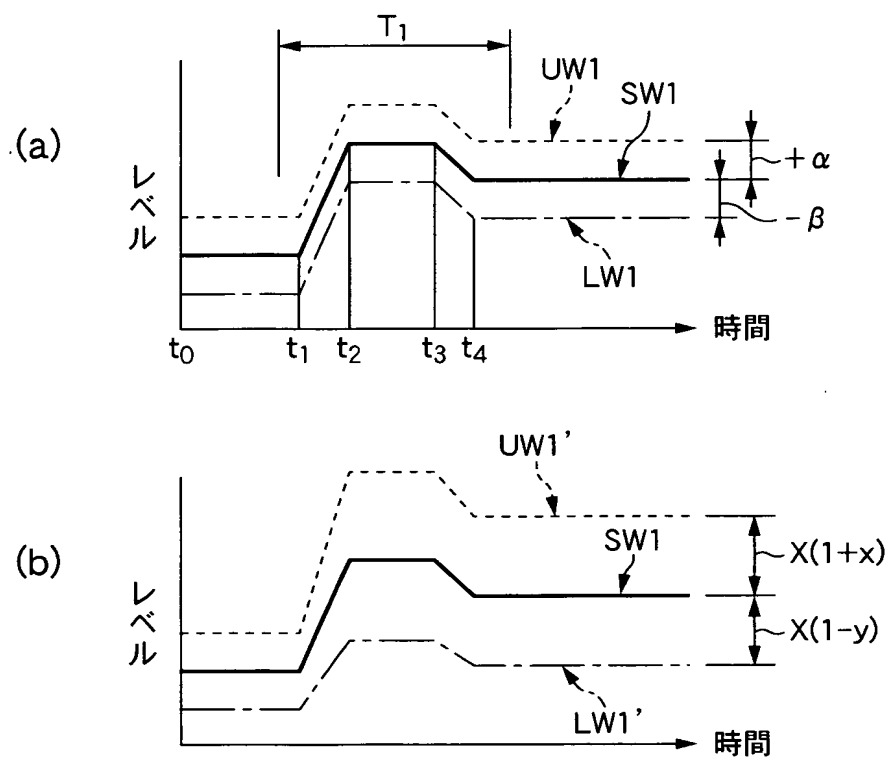 (a)
T1
UW1
SW1
+α
-β
LW1
レベル
時間
t0 t1 t2 t3 t4
(b)
UW1'
SW1
X(1+x)
X(1-y)
LW1'
レベル
時間